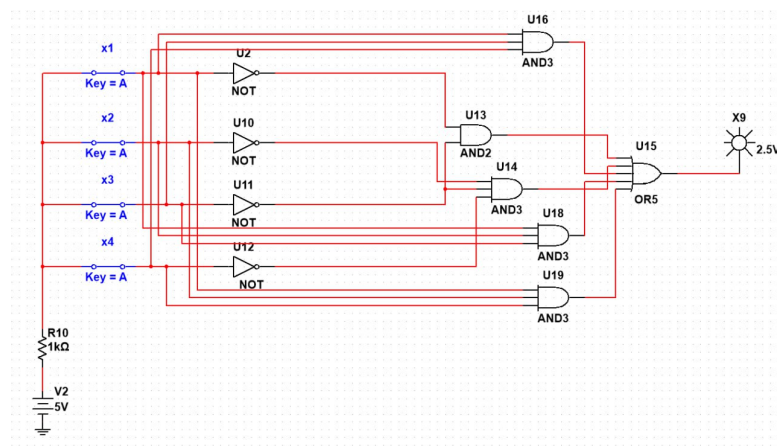 U16
AND3
x1
Key = A
U2
NOT
x2
Key = A
U10
NOT
U13
AND2
X9
2.5V
U15
OR5
U14
AND3
x3
Key = A
U11
NOT
U18
AND3
x4
Key = A
U12
NOT
U19
AND3
R10
1kΩ
V2
5V